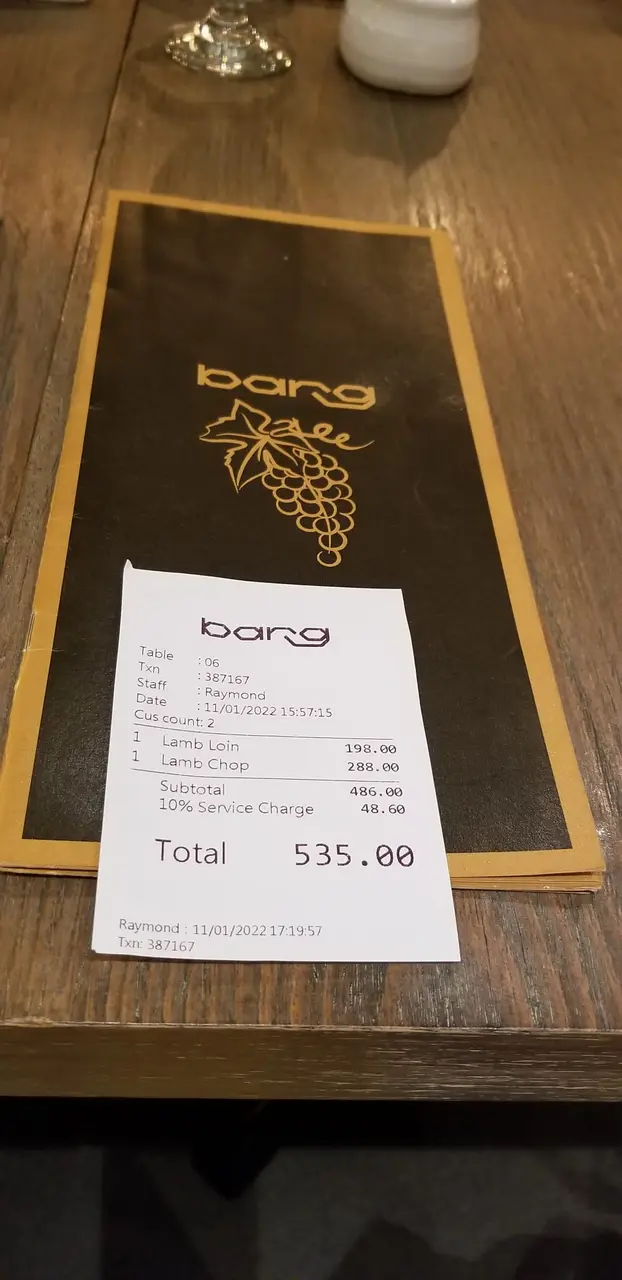 bang
bang
Table : 06
Txn : 387167
Staff : Raymond
Date : 11/01/2022 15:57:15
Cus count: 2
1 Lamb Loin 198.00
1 Lamb Chop 288.00
Subtotal 486.00
10% Service Charge 48.60
Total 535.00
Raymond : 11/01/2022 17:19:57
Txn: 387167